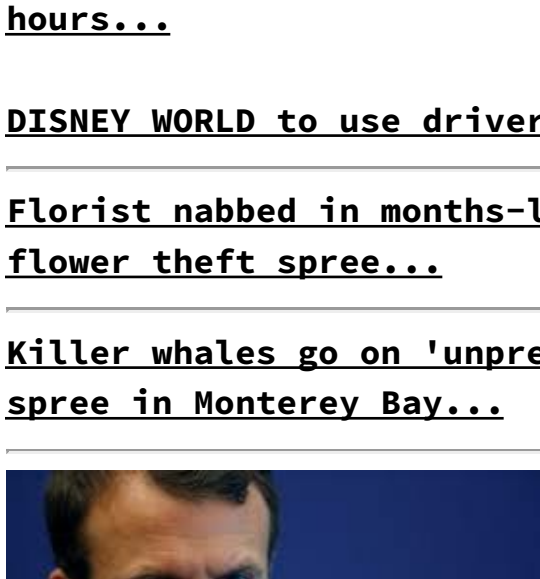 hours...
DISNEY WORLD to use driver
Florist nabbed in months-l
flower theft spree...
Killer whales go on 'unpre
spree in Monterey Bay...